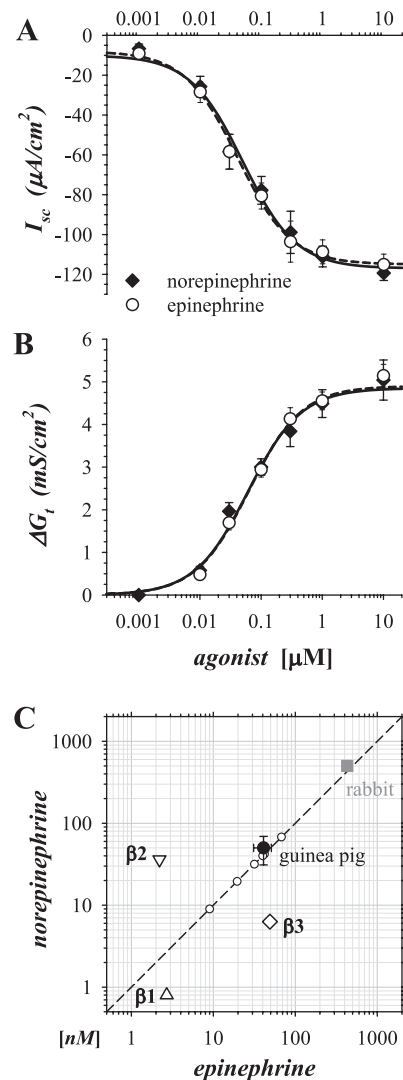 A
0.001 0.01 0.1 1 10
0
-20
-40
-60
-80
-100
-120
I_sc (μA/cm²)
norepinephrine
epinephrine
B
6
5
4
3
2
1
0
ΔG_t (mS/cm²)
0.001 0.01 0.1 1 10
agonist [μM]
C
1000
100
10
1
norepinephrine
rabbit
guinea pig
β2
β3
β1
[nM] 1 10 100 1000
epinephrine